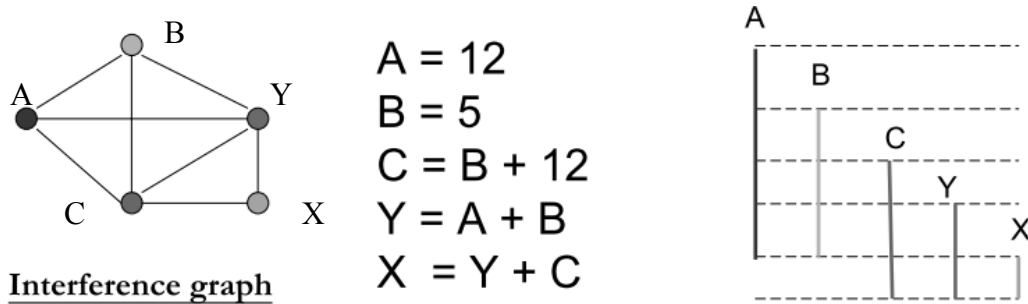 B
A
Y
C
X
Interference graph
A = 12
B = 5
C = B + 12
Y = A + B
X = Y + C
A
B
C
Y
X